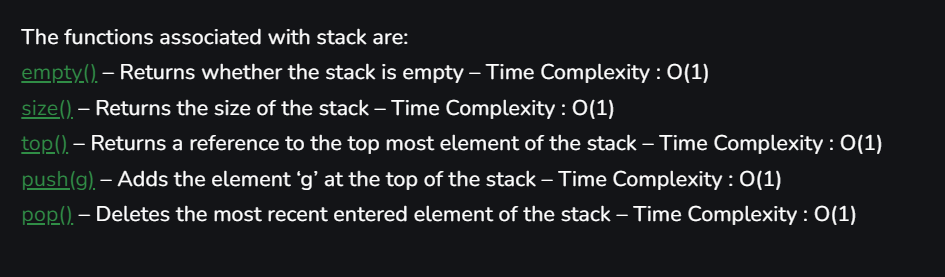 The functions associated with stack are:
empty() – Returns whether the stack is empty – Time Complexity : O(1)
size() – Returns the size of the stack – Time Complexity : O(1)
top() – Returns a reference to the top most element of the stack – Time Complexity : O(1)
push(g) – Adds the element ‘g’ at the top of the stack – Time Complexity : O(1)
pop() – Deletes the most recent entered element of the stack – Time Complexity : O(1)